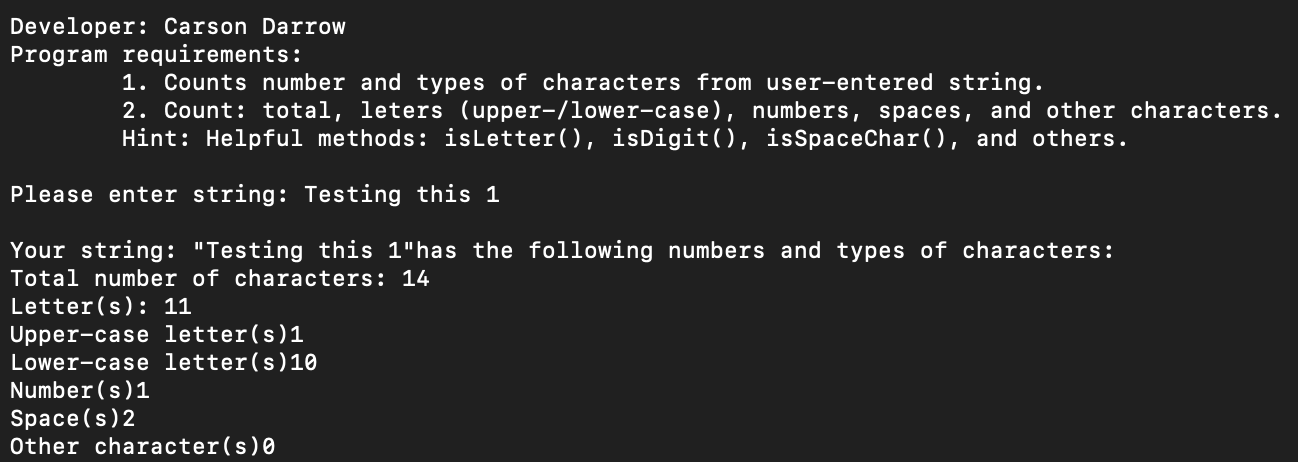 Developer: Carson Darrow
Program requirements:
1. Counts number and types of characters from user-entered string.
2. Count: total, leters (upper-/lower-case), numbers, spaces, and other characters.
Hint: Helpful methods: isLetter(), isDigit(), isSpaceChar(), and others.
Please enter string: Testing this 1
Your string: "Testing this 1"has the following numbers and types of characters:
Total number of characters: 14
Letter(s): 11
Upper-case letter(s)1
Lower-case letter(s)10
Number(s)1
Space(s)2
Other character(s)0